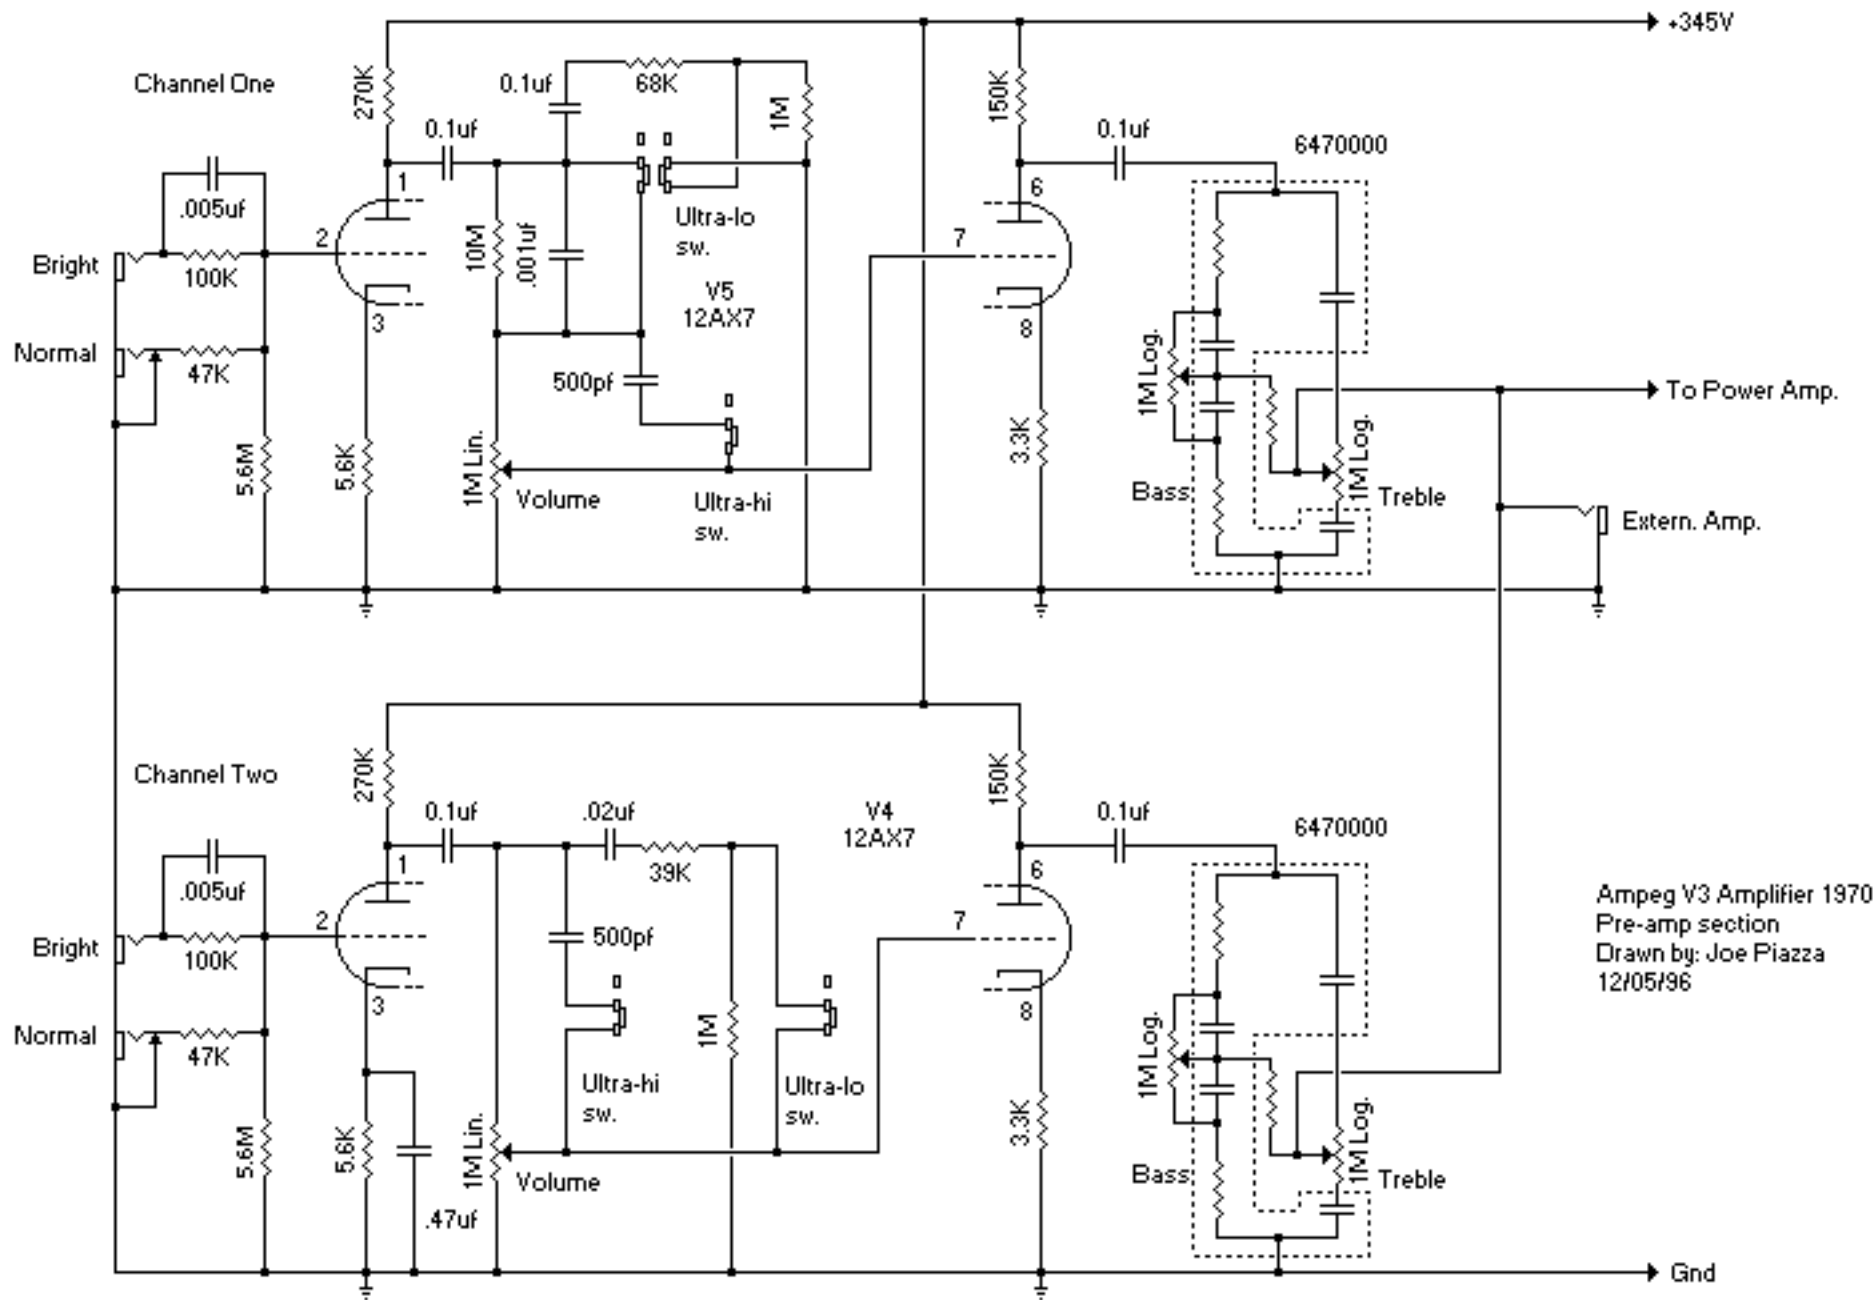 +345V
Channel One
270K
0.1uf
68K
1M
150K
0.1uf
0.1uf
6470000
.005uf
1
6
Ultra-lo
sw.
2
10M
.001uf
7
Bright
100K
V5
12AX7
3
8
Normal
47K
500pf
1M Log.
To Power Amp.
5.6M
5.6K
1M Lin.
Volume
Ultra-hi
sw.
3.3K
Bass
1M Log.
Treble
Extern. Amp.
Channel Two
270K
0.1uf
.02uf
39K
V4
12AX7
150K
0.1uf
6470000
.005uf
1
6
2
500pf
7
Bright
100K
3
8
Ampeg V3 Amplifier 1970
Pre-amp section
Drawn by: Joe Piazza
12/05/96
Normal
47K
1M
1M Log.
Ultra-hi
sw.
Ultra-lo
sw.
5.6M
5.6K
1M Lin.
Volume
3.3K
Bass
1M Log.
Treble
.47uf
Gnd